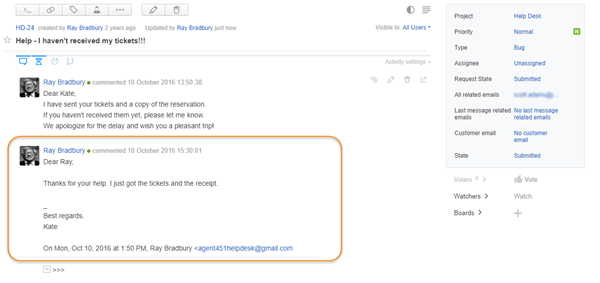 HD-24 created by Ray Bradbury 2 years ago Updated by Ray Bradbury just now
Visible to: All Users
Help - I haven't received my tickets!!!
Activity settings
Ray Bradbury commented 10 October 2016 13:50:38
Dear Kate,
I have sent your tickets and a copy of the reservation.
If you haven't received them yet, please let me know.
We apologize for the delay and wish you a pleasant trip!
Ray Bradbury commented 10 October 2016 15:30:01
Dear Ray,
Thanks for your help. I just got the tickets and the receipt.
_
Best regards,
Kate
On Mon, Oct 10, 2016 at 1:50 PM, Ray Bradbury <agent451helpdesk@gmail.com
>>>
Project Help Desk
Priority Normal N
Type Bug
Assignee Unassigned
Request State Submitted
All related emails
Last message related emails No last message related emails
Customer email No customer email
State Submitted
Voters 0 Vote
Watchers Watch
Boards